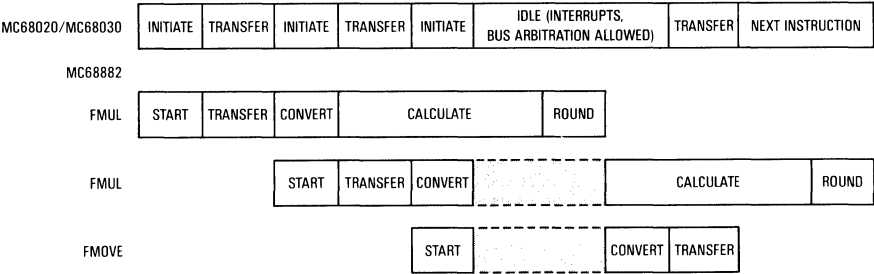 MC68020/MC68030 INITIATE TRANSFER INITIATE TRANSFER INITIATE IDLE (INTERRUPTS, BUS ARBITRATION ALLOWED) TRANSFER NEXT INSTRUCTION
MC68882
FMUL START TRANSFER CONVERT CALCULATE ROUND
FMUL START TRANSFER CONVERT CALCULATE ROUND
FMOVE START CONVERT TRANSFER